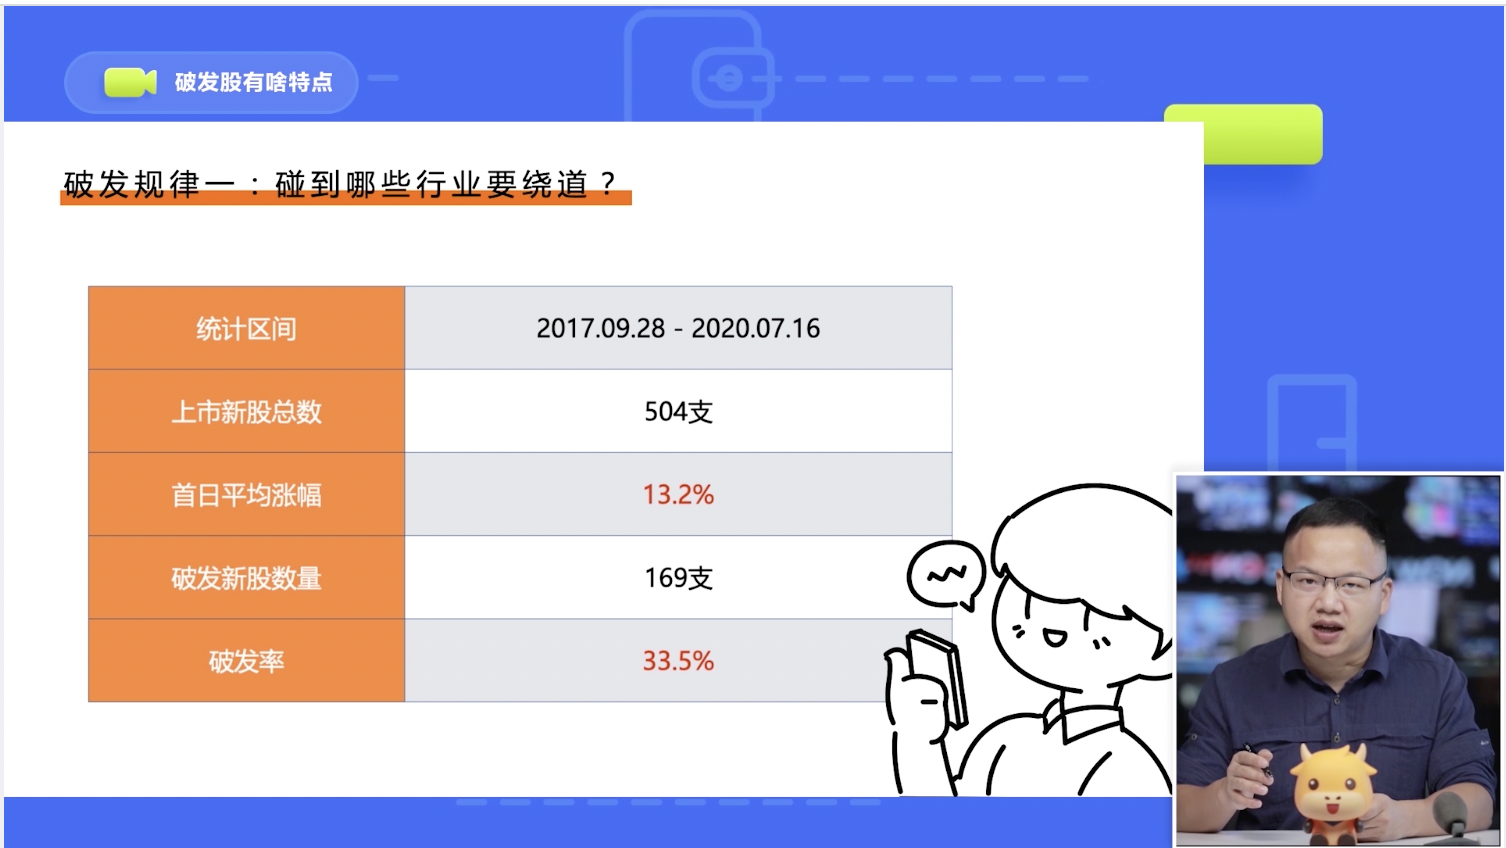 破发股有啥特点
破发规律一：碰到哪些行业要绕道？
统计区间 2017.09.28 - 2020.07.16
上市新股总数 504支
首日平均涨幅 13.2%
破发新股数量 169支
破发率 33.5%